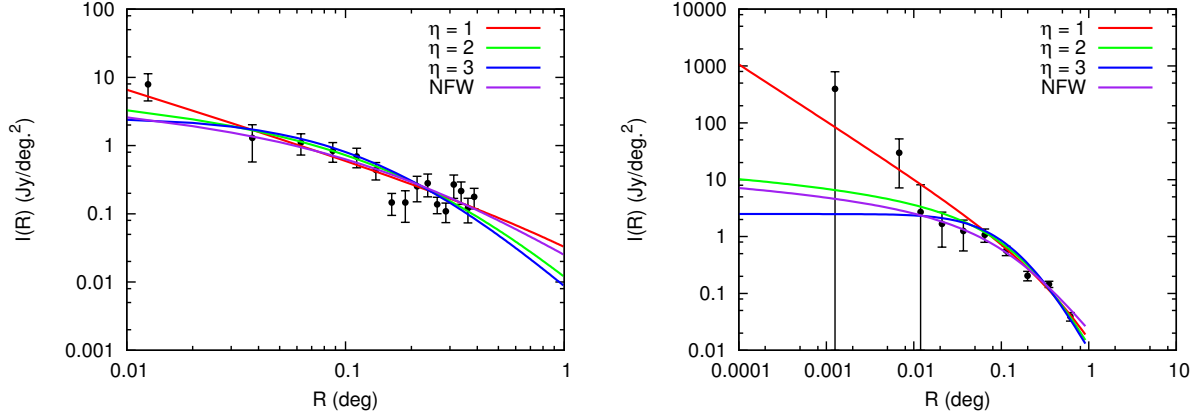 100
10
1
0.1
0.01
0.001
I(R) (Jy/deg.²)
0.01 0.1 1
R (deg)
η = 1
η = 2
η = 3
NFW
10000
1000
100
10
1
0.1
0.01
I(R) (Jy/deg.²)
0.0001 0.001 0.01 0.1 1 10
R (deg)
η = 1
η = 2
η = 3
NFW